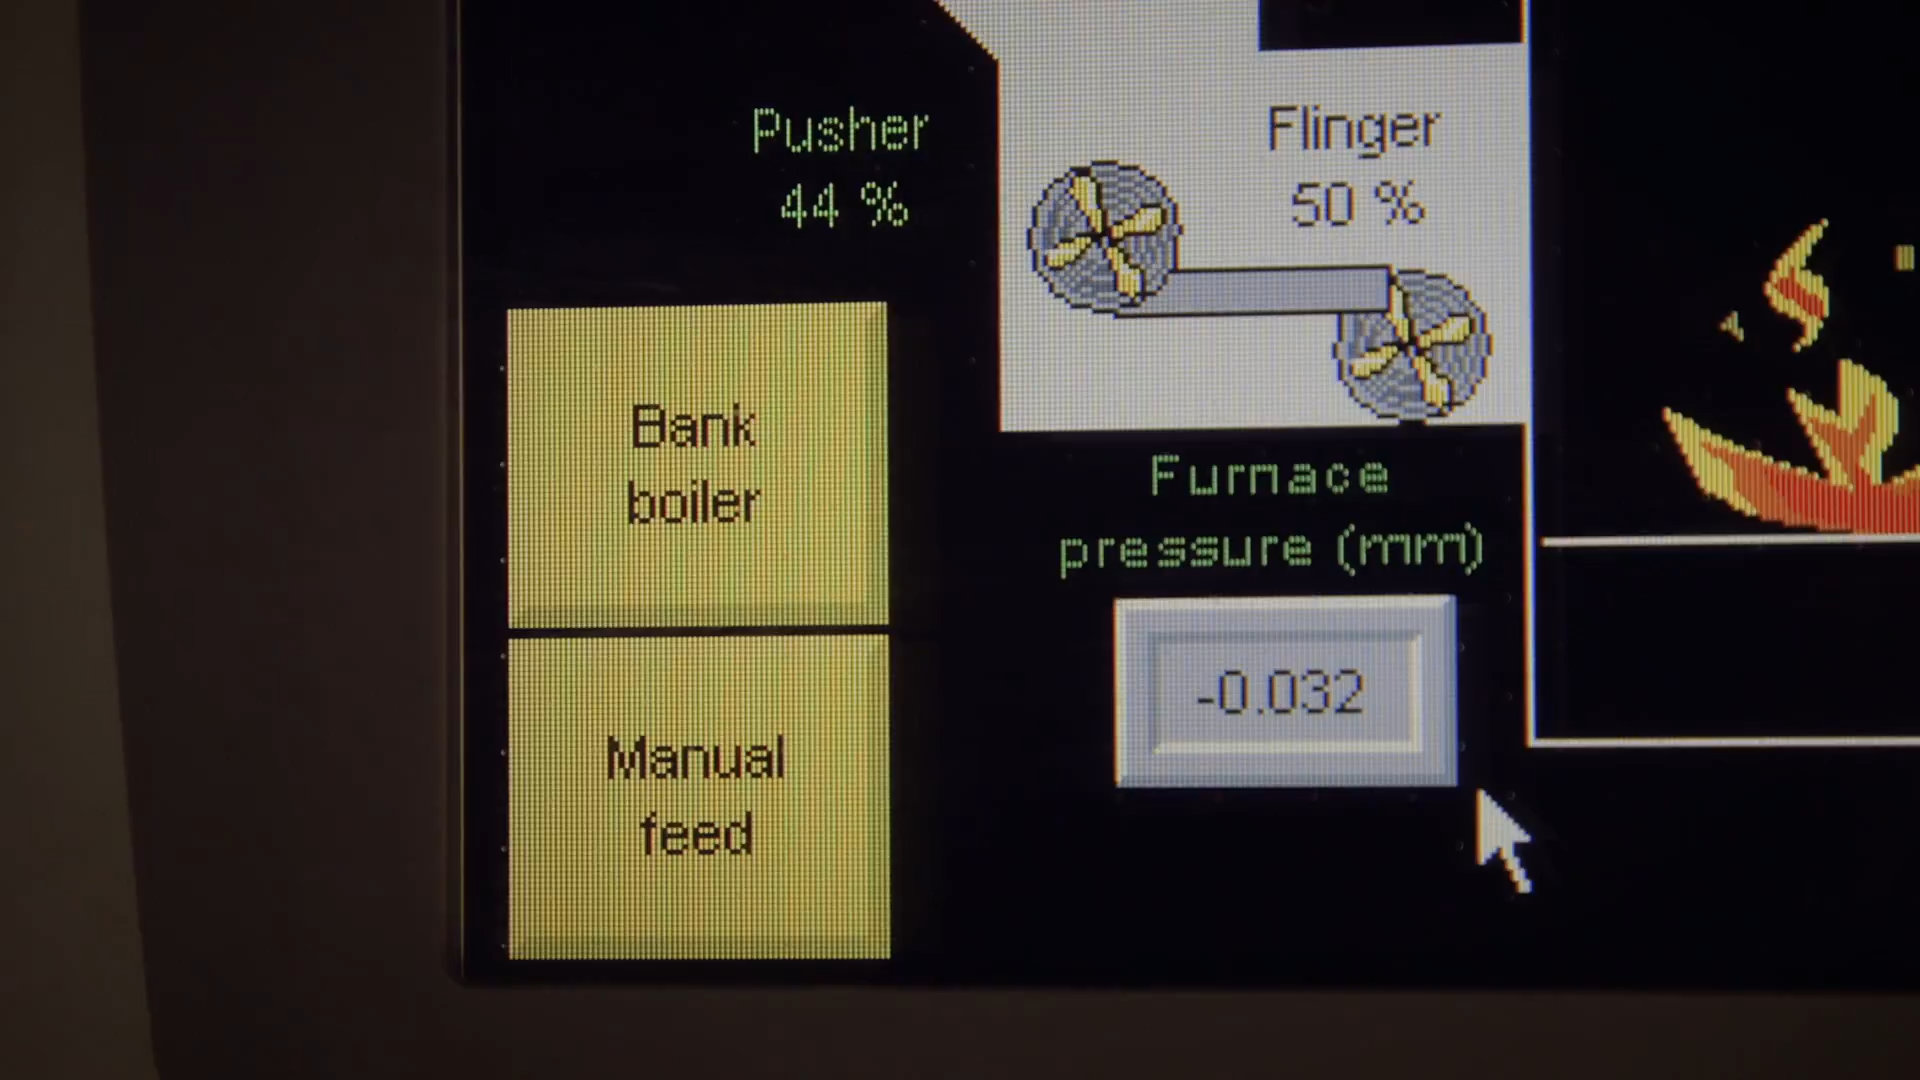 Pusher
44 %
Flinger
50 %
Bank
boiler
Furnace
pressure (mm)
-0.032
Manual
feed